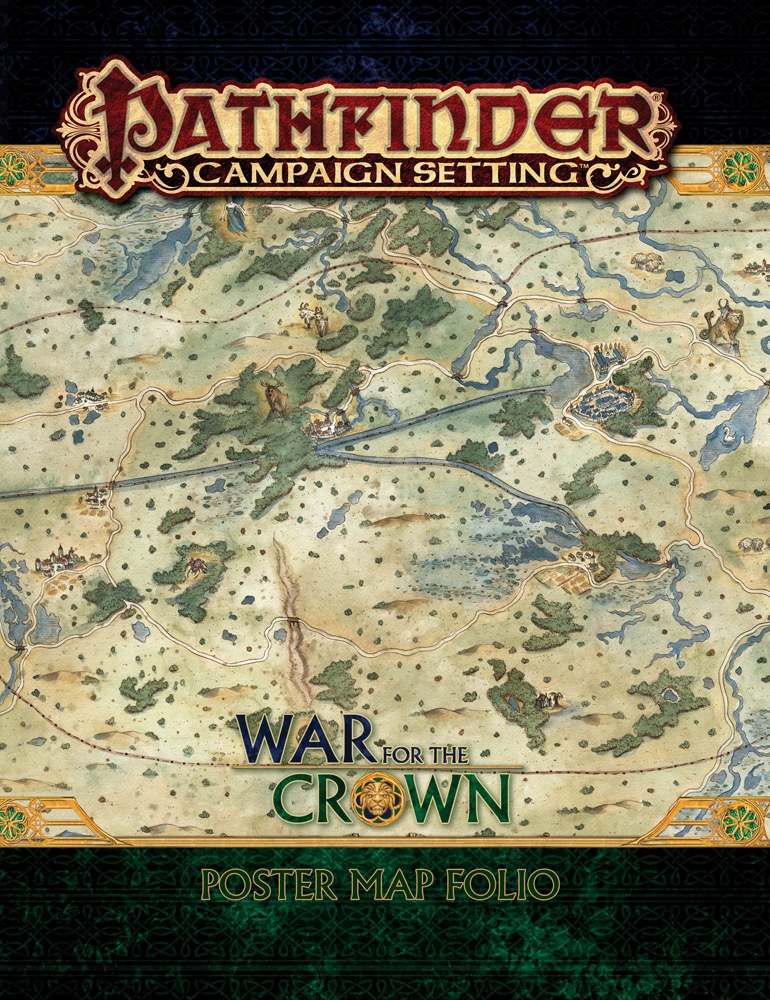 PATHFINDER®
CAMPAIGN SETTING™
WAR FOR THE
CROWN
POSTER MAP FOLIO